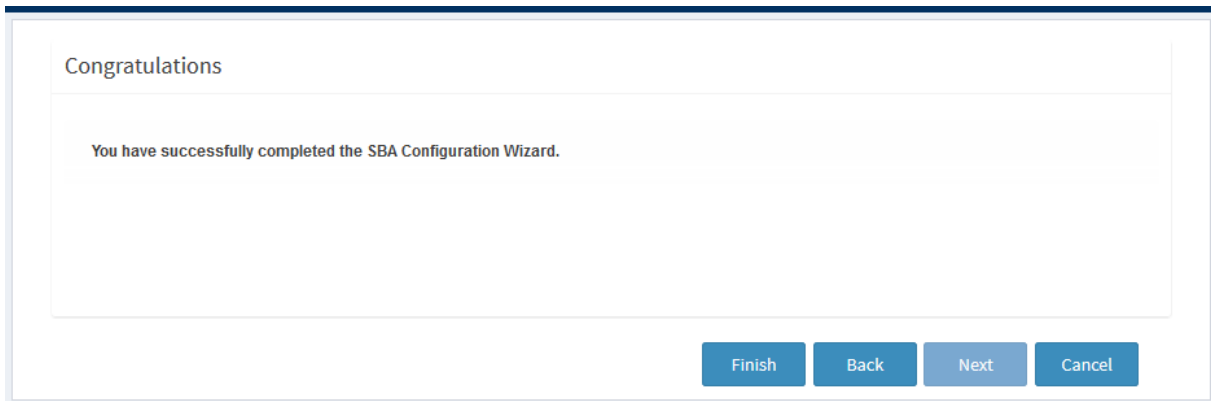 Congratulations
You have successfully completed the SBA Configuration Wizard.
Finish Back Next Cancel